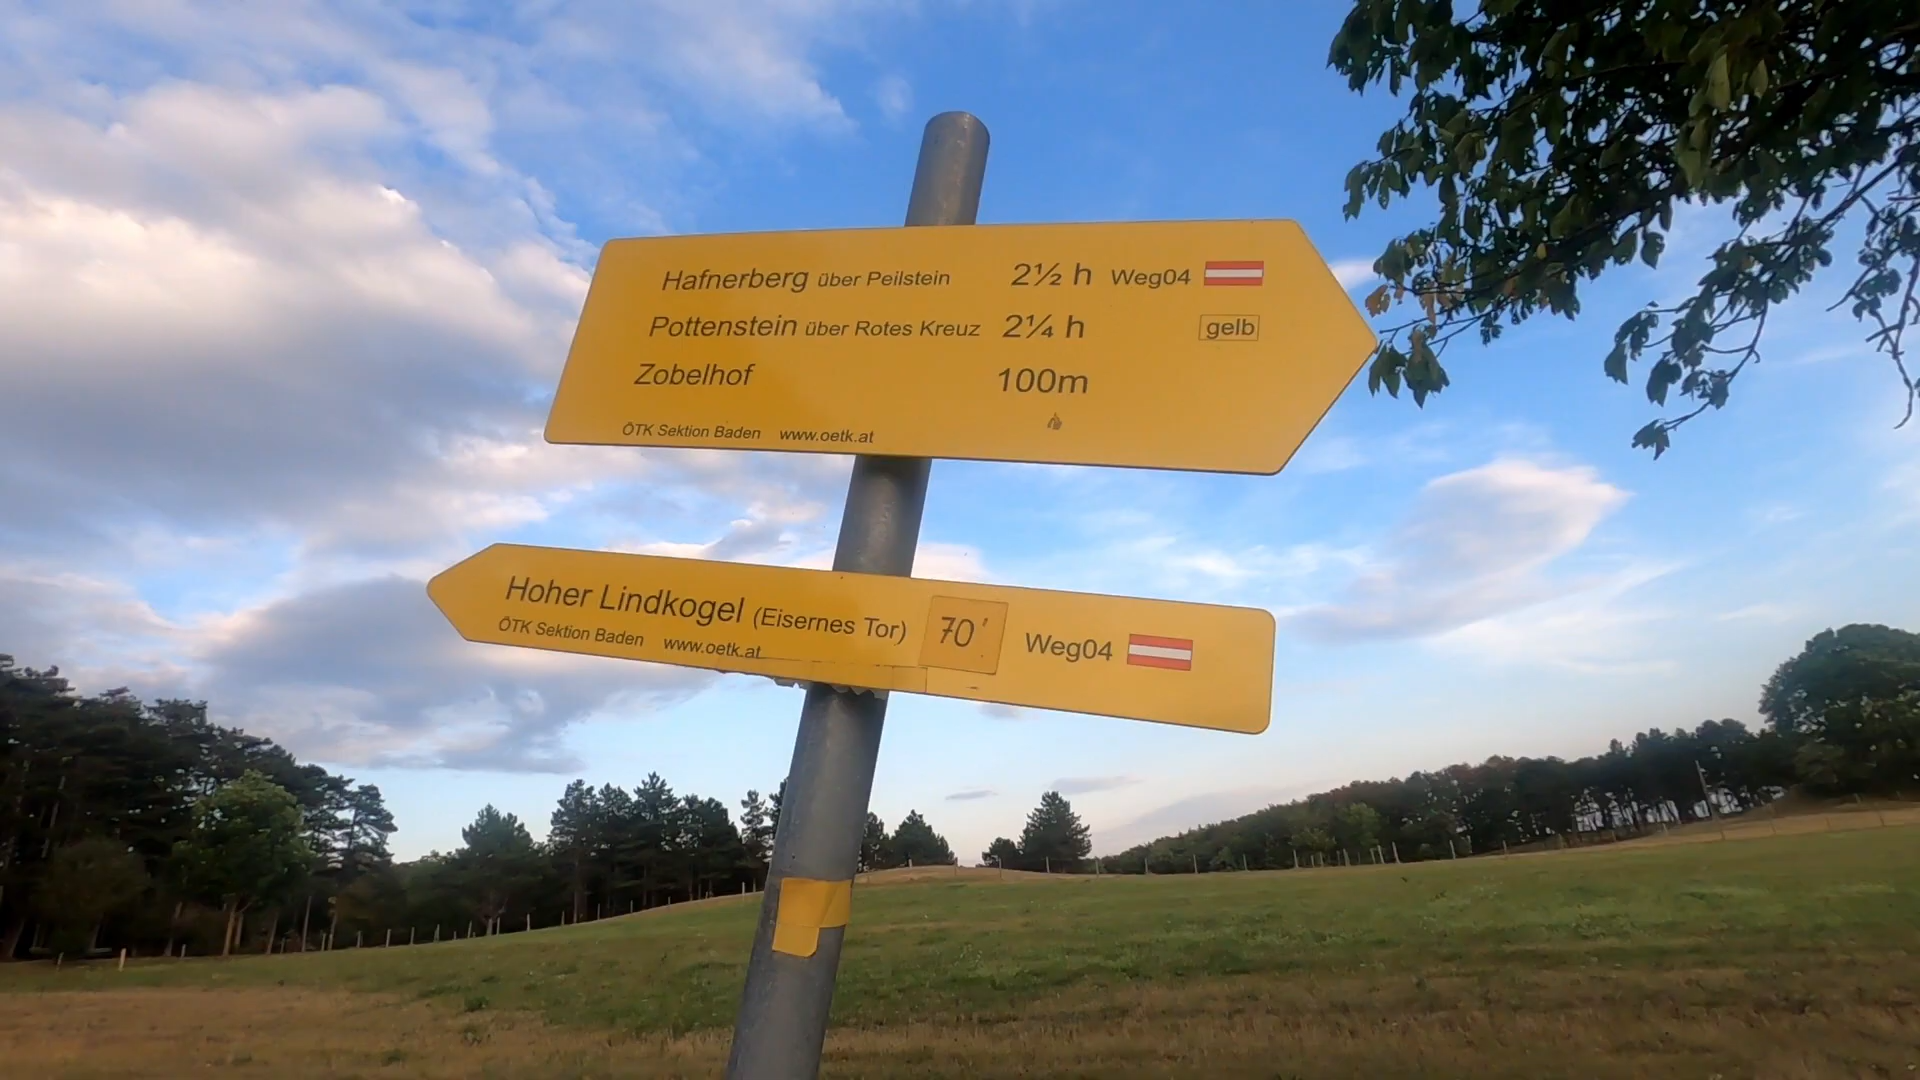 Hafnerberg über Peilstein 2½ h Weg04
Pottenstein über Rotes Kreuz 2¼ h gelb
Zobelhof 100m
ÖTK Sektion Baden www.oetk.at
Hoher Lindkogel (Eisernes Tor) 70' Weg04
ÖTK Sektion Baden www.oetk.at